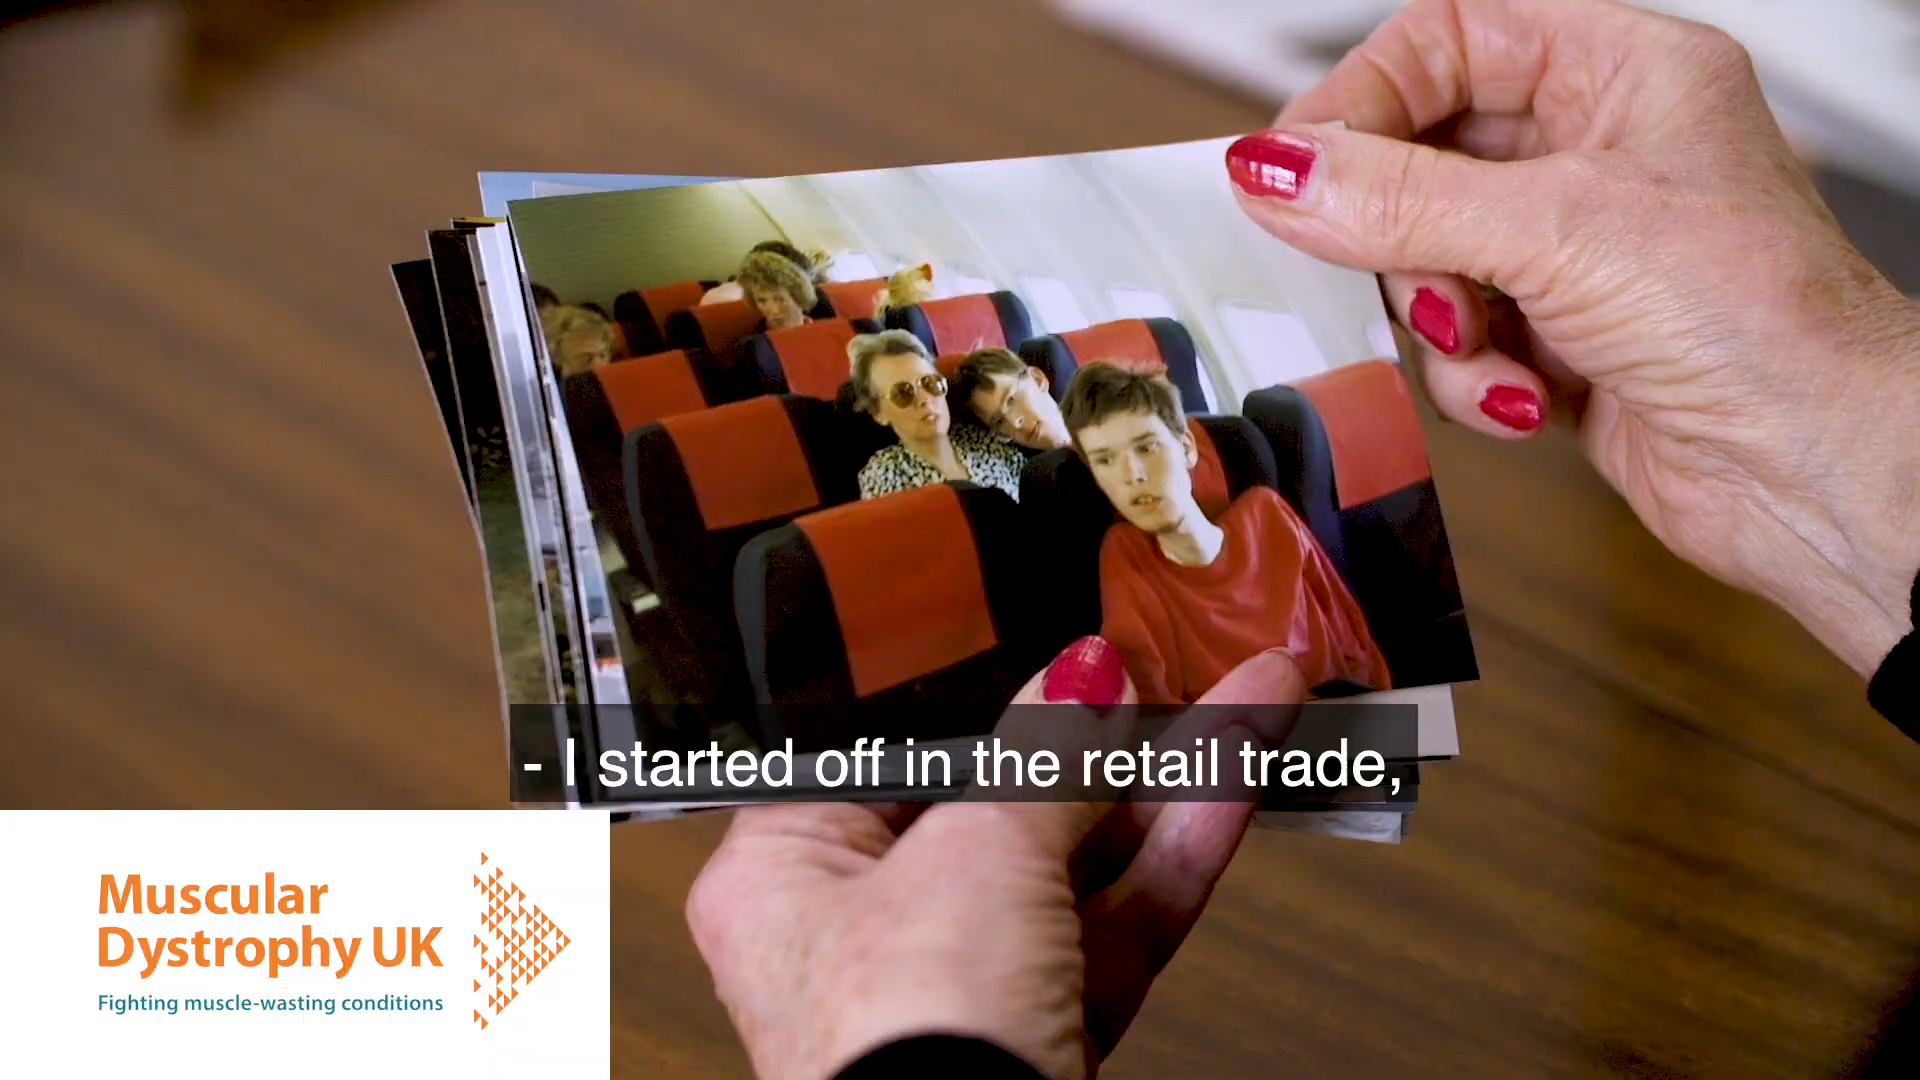 - I started off in the retail trade,
Muscular
Dystrophy UK
Fighting muscle-wasting conditions